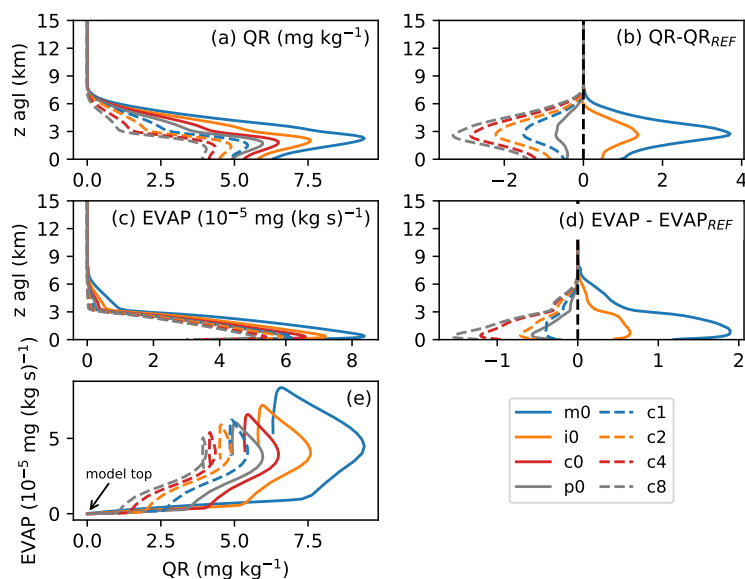 15
12
9
6
3
0
z agl (km)
(a) QR (mg kg⁻¹)
0.0
2.5
5.0
7.5
15
12
9
6
3
0
(b) QR-QR_REF
−2
0
2
4
15
12
9
6
3
0
z agl (km)
(c) EVAP (10⁻⁵ mg (kg s)⁻¹)
0
2
4
6
8
15
12
9
6
3
0
(d) EVAP - EVAP_REF
−1
0
1
2
EVAP (10⁻⁵ mg (kg s)⁻¹)
5
0
(e)
model top
0.0
2.5
5.0
7.5
QR (mg kg⁻¹)
m0
i0
c0
p0
c1
c2
c4
c8